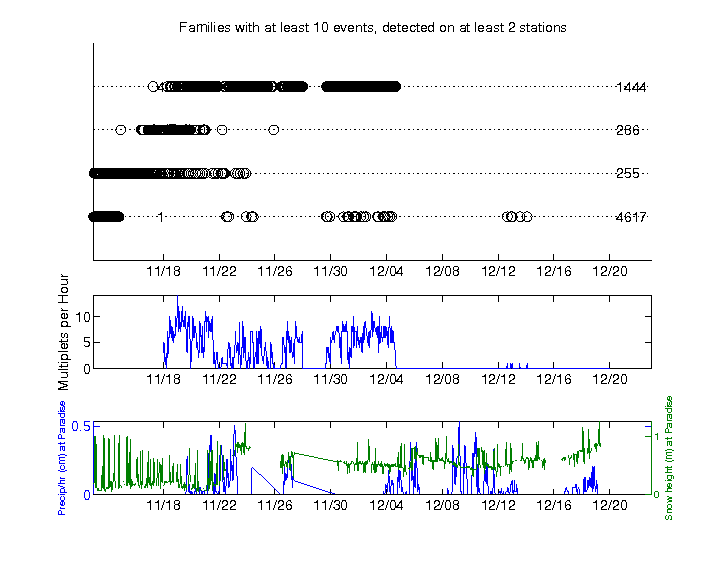 Families with at least 10 events, detected on at least 2 stations
4 1444
286
255
1 4617
11/18 11/22 11/26 11/30 12/04 12/08 12/12 12/16 12/20
Multiplets per Hour
10
5
0
11/18 11/22 11/26 11/30 12/04 12/08 12/12 12/16 12/20
Precip/hr (cm) at Paradise
0.5
0
Snow height (m) at Paradise
1
0
11/18 11/22 11/26 11/30 12/04 12/08 12/12 12/16 12/20